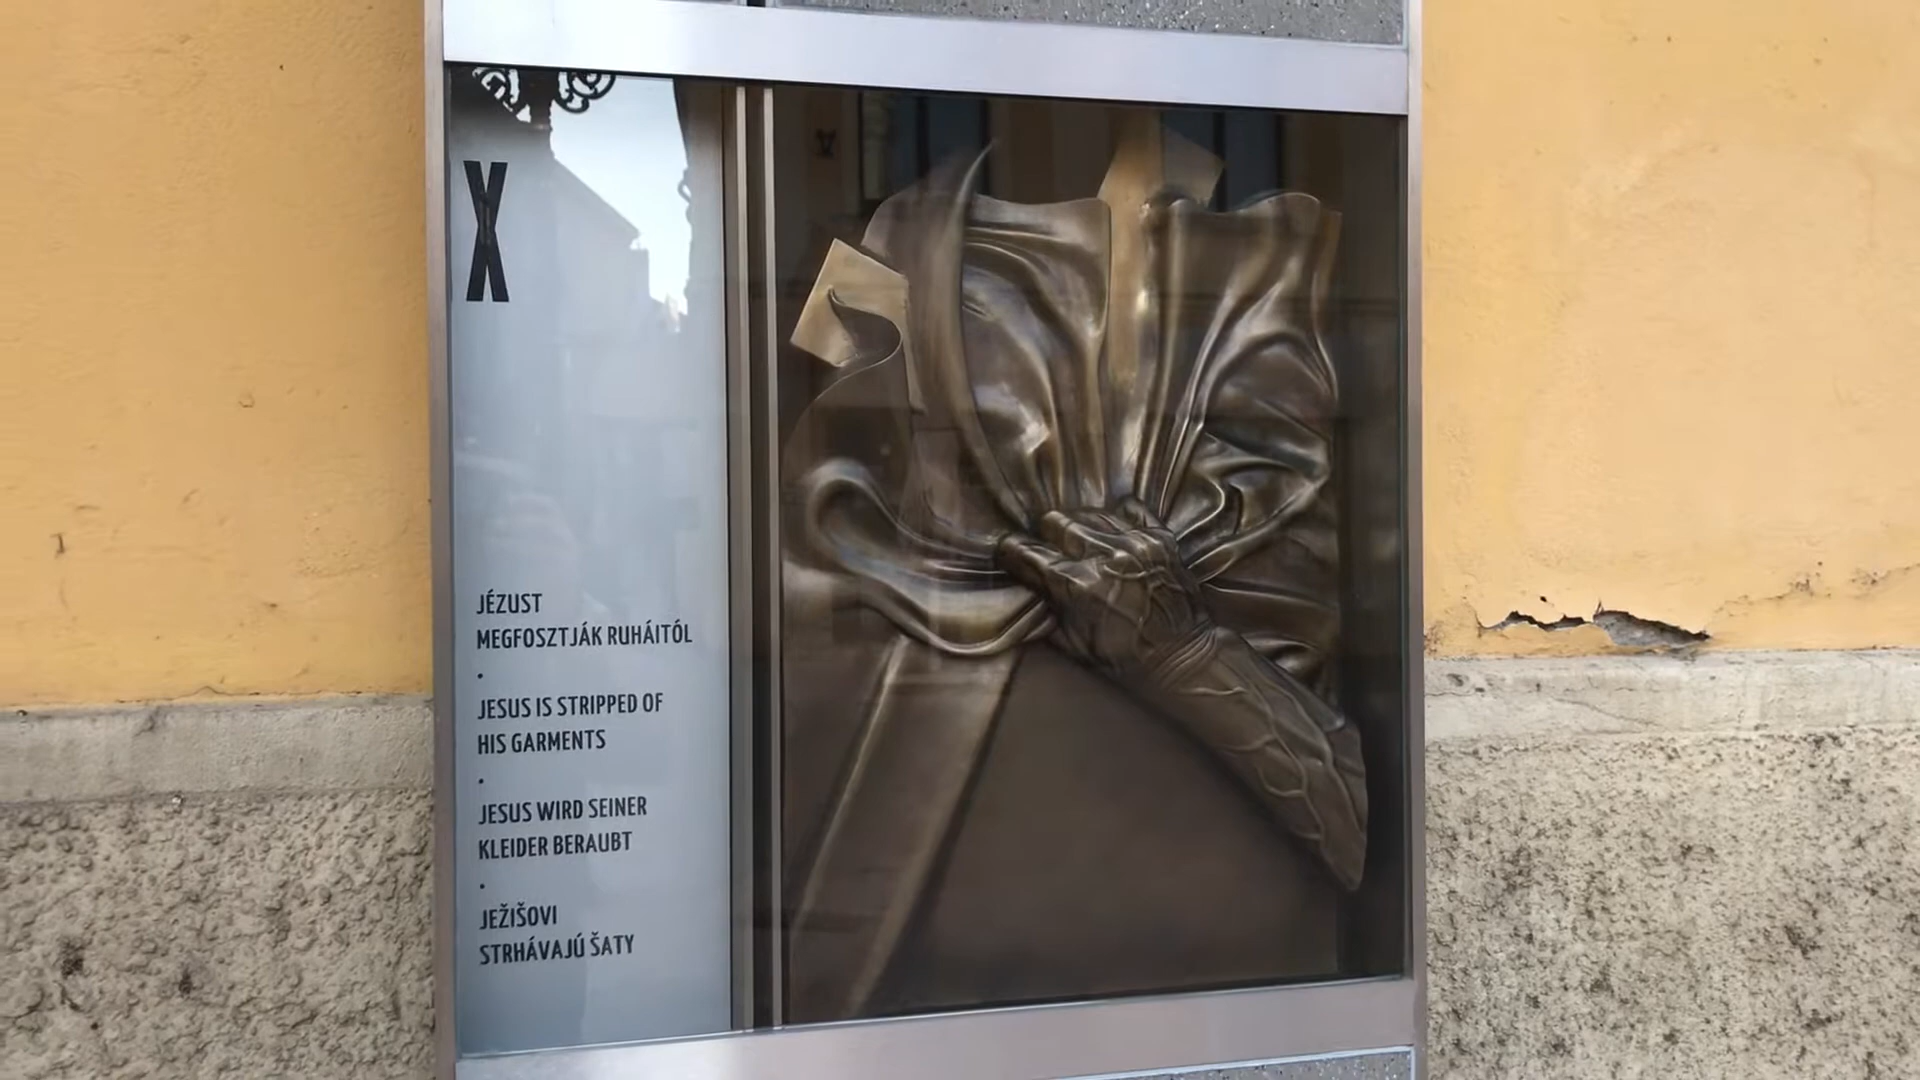 X
JÉZUST
MEGFOSZTJÁK RUHÁITÓL
JESUS IS STRIPPED OF
HIS GARMENTS
JESUS WIRD SEINER
KLEIDER BERAUBT
JEŽIŠOVI
STRHÁVAJÚ ŠATY